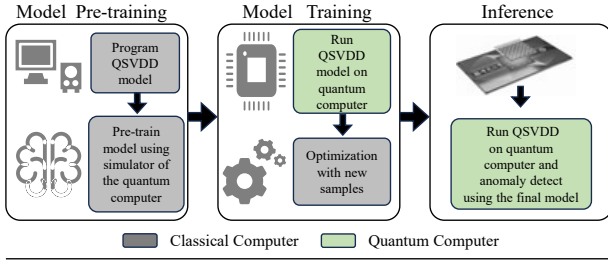 Model Pre-training
Program
QSVDD
model
Pre-train
model using
simulator of
the quantum
computer
Model Training
Run
QSVDD
model on
quantum
computer
Optimization
with new
samples
Inference
Run QSVDD
on quantum
computer and
anomaly detect
using the final model
Classical Computer
Quantum Computer